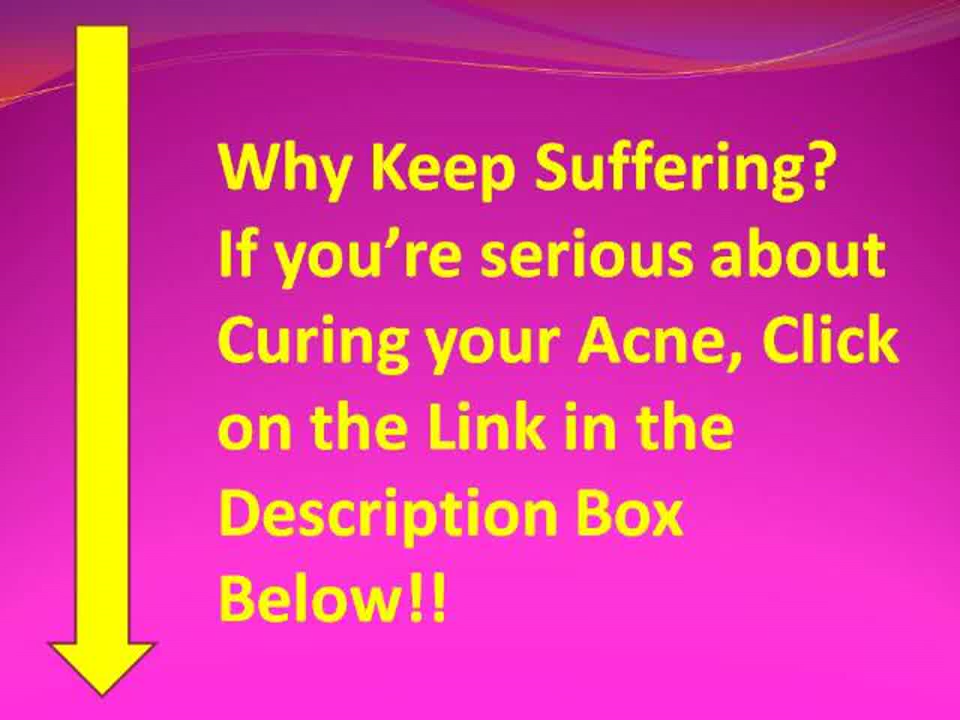 Why Keep Suffering?
If you’re serious about
Curing your Acne, Click
on the Link in the
Description Box
Below!!